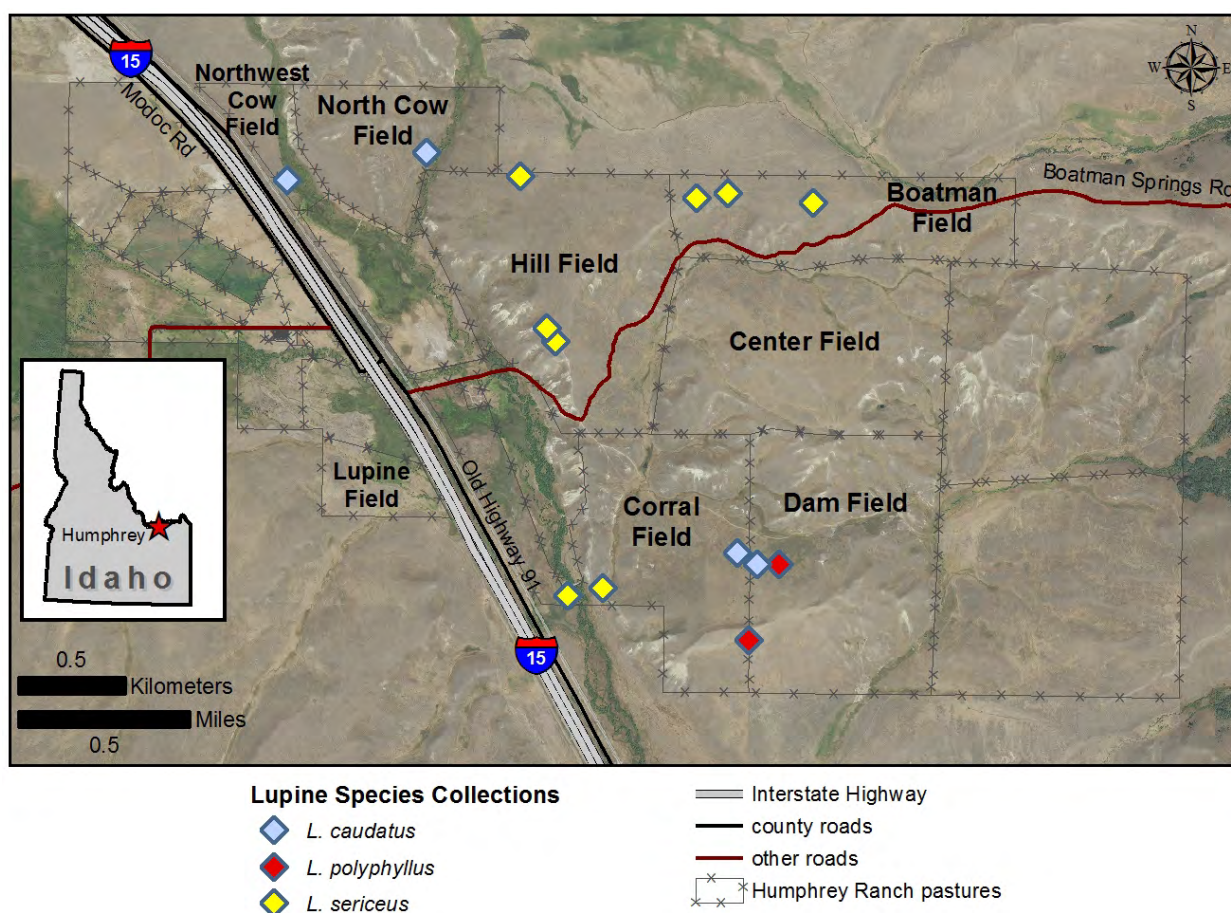 15
Modoc Rd
Northwest
Cow
Field
North Cow
Field
N
W
E
S
Boatman Springs Rd
Boatman
Field
Hill Field
Center Field
Lupine
Field
Old Highway 91
Corral
Field
Dam Field
15
Humphrey
Idaho
0.5
Kilometers
Miles
0.5
Lupine Species Collections
L. caudatus
L. polyphyllus
L. sericeus
Interstate Highway
county roads
other roads
Humphrey Ranch pastures